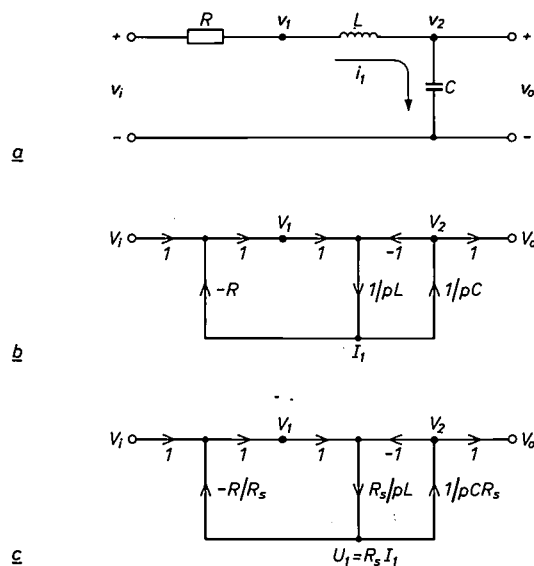 R v₁ L v₂
+ +
vᵢ i₁ C vₒ
- -
a
Vᵢ V₁ V₂ Vₒ
1 1 1 -1 1
-R 1/pL 1/pC
I₁
b
Vᵢ V₁ V₂ Vₒ
1 1 1 -1 1
-R/Rₛ Rₛ/pL 1/pCRₛ
U₁=RₛI₁
c